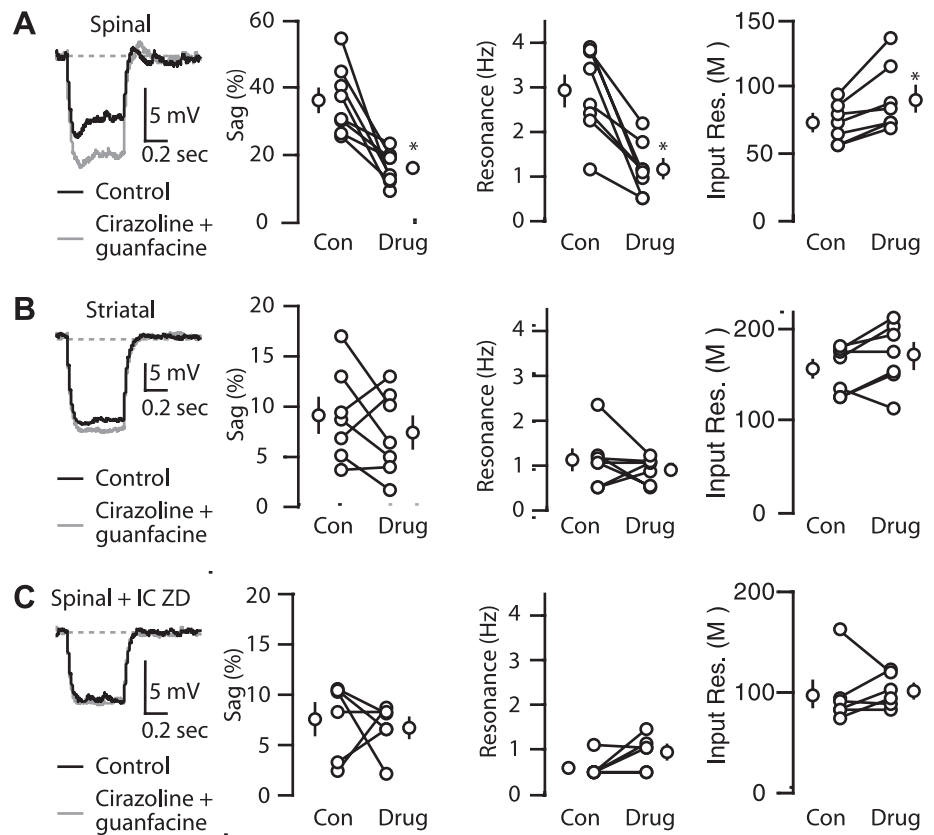 A
Spinal
5 mV
0.2 sec
Control
Cirazoline +
guanfacine
Sag (%)
60
40
20
0
Con
Drug
*
Resonance (Hz)
4
3
2
1
0
Con
Drug
*
Input Res. (M )
150
100
50
0
Con
Drug
*
B
Striatal
5 mV
0.2 sec
Control
Cirazoline +
guanfacine
Sag (%)
20
15
10
5
0
Con
Drug
Resonance (Hz)
4
3
2
1
0
Con
Drug
Input Res. (M )
200
100
0
Con
Drug
C
Spinal + IC ZD
5 mV
0.2 sec
Control
Cirazoline +
guanfacine
Sag (%)
20
15
10
5
0
Con
Drug
Resonance (Hz)
4
3
2
1
0
Con
Drug
Input Res. (M )
200
100
0
Con
Drug